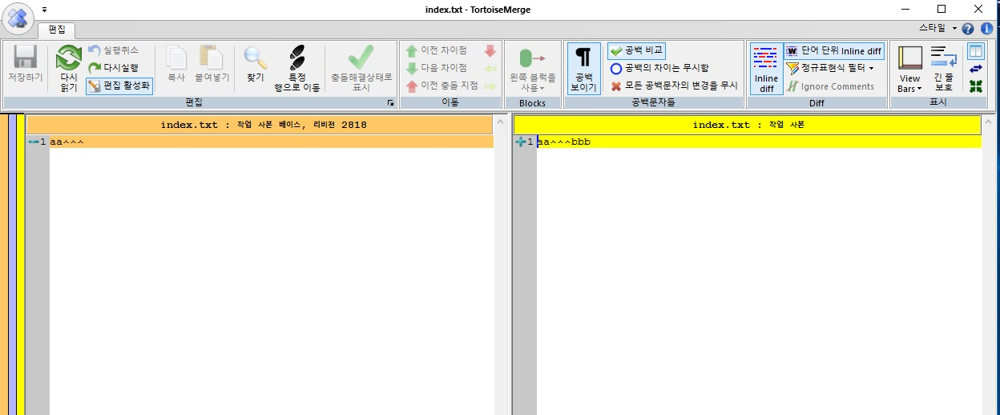 index.txt - TortoiseMerge
편집
스타일
저장하기
다시
읽기
실행취소
다시실행
편집 활성화
복사
붙여넣기
찾기
특정
행으로 이동
충돌해결상태로
표시
편집
이전 차이점
다음 차이점
이전 충돌 지점
이동
왼쪽 블럭을
사용
Blocks
공백
보이기
공백 비교
공백의 차이는 무시함
모든 공백문자의 변경을 무시
공백문자들
Inline
diff
단어 단위 Inline diff
정규표현식 필터
Ignore Comments
Diff
View
Bars
긴 줄
보호
표시
index.txt : 작업 사본 베이스, 리비전 2818
index.txt : 작업 사본
1 aaㅅㅅㅅ
1 aaㅅㅅㅅbbb